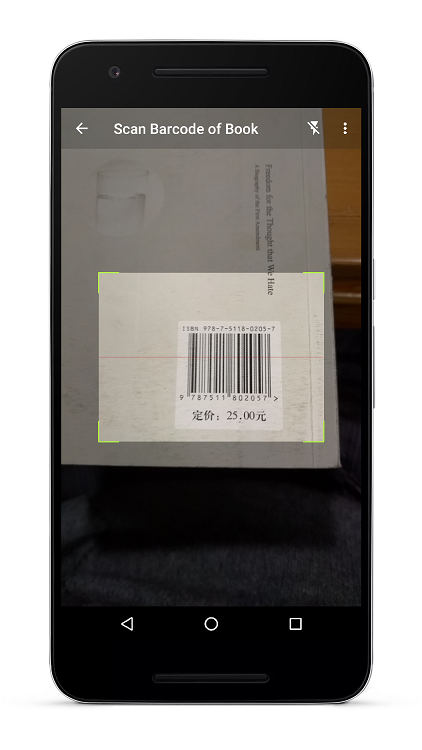 Scan Barcode of Book
Freedom for the Thought that We Hate
A Biography of the First Amendment
ISBN 978-7-5118-0205-7
9 787511 802057 >
定价：25.00元